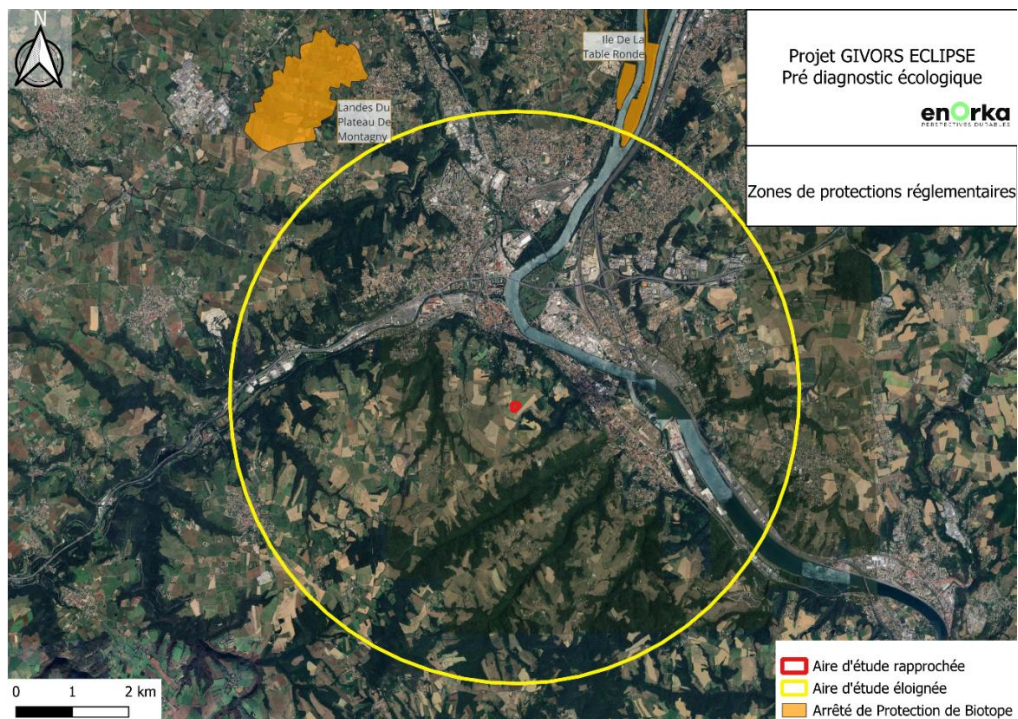 N
Ile De La
Table Ronde
Landes Du
Plateau De
Montagny
Projet GIVORS ECLIPSE
Pré diagnostic écologique
enOrka
PERSPECTIVES DURABLES
Zones de protections réglementaires
0 1 2 km
Aire d'étude rapprochée
Aire d'étude éloignée
Arrêté de Protection de Biotope